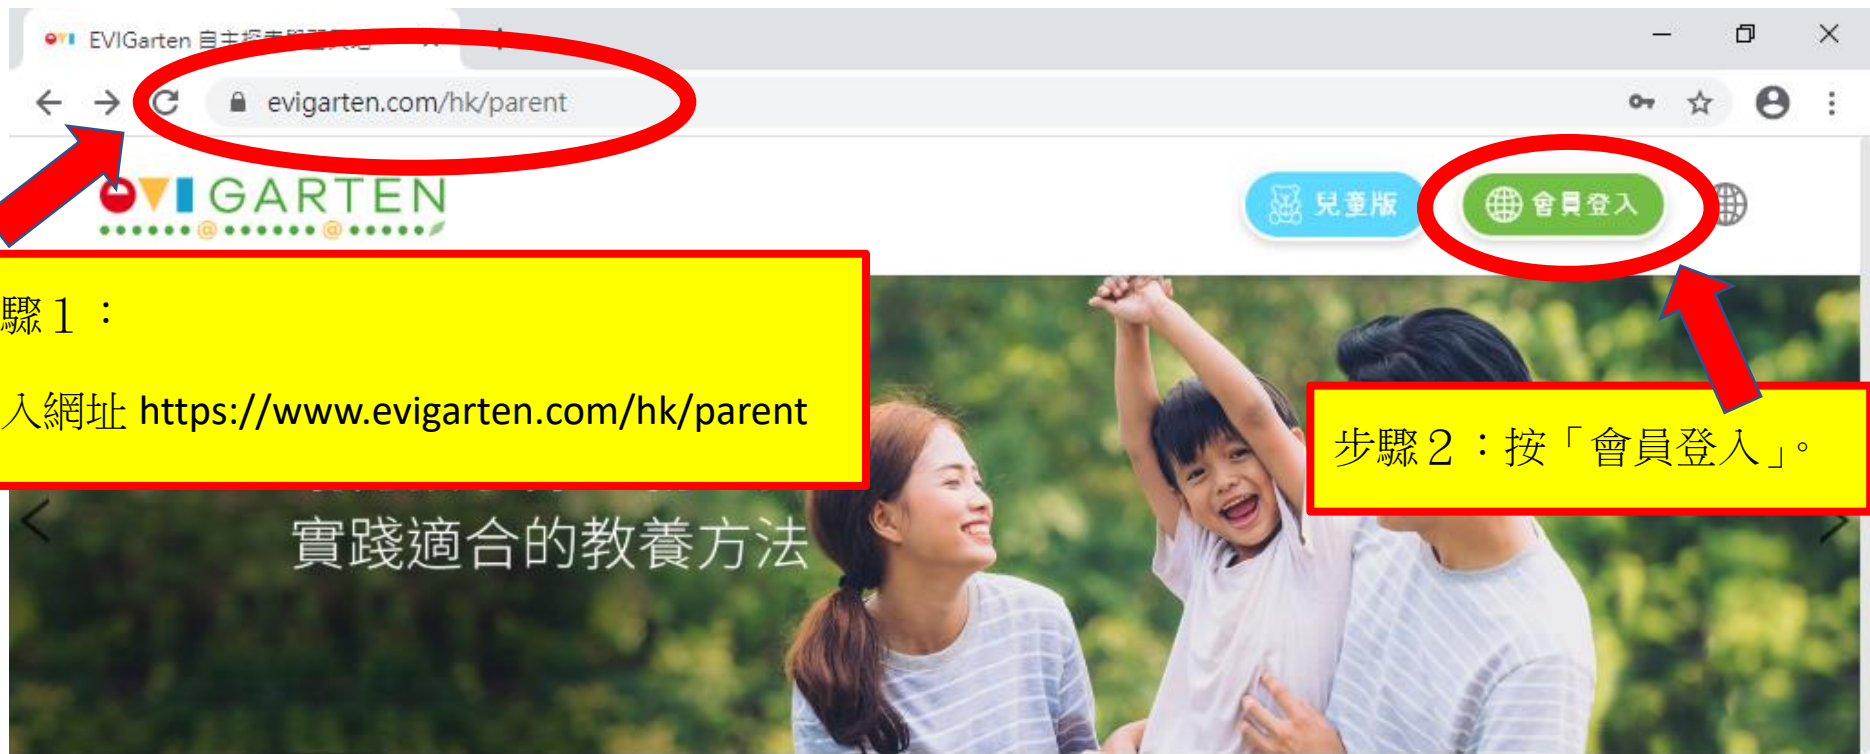 EVIGarten 自主
evigarten.com/hk/parent
GARTEN
兒童版
會員登入
驟１：
入網址 https://www.evigarten.com/hk/parent
步驟２：按「會員登入」。
實踐適合的教養方法